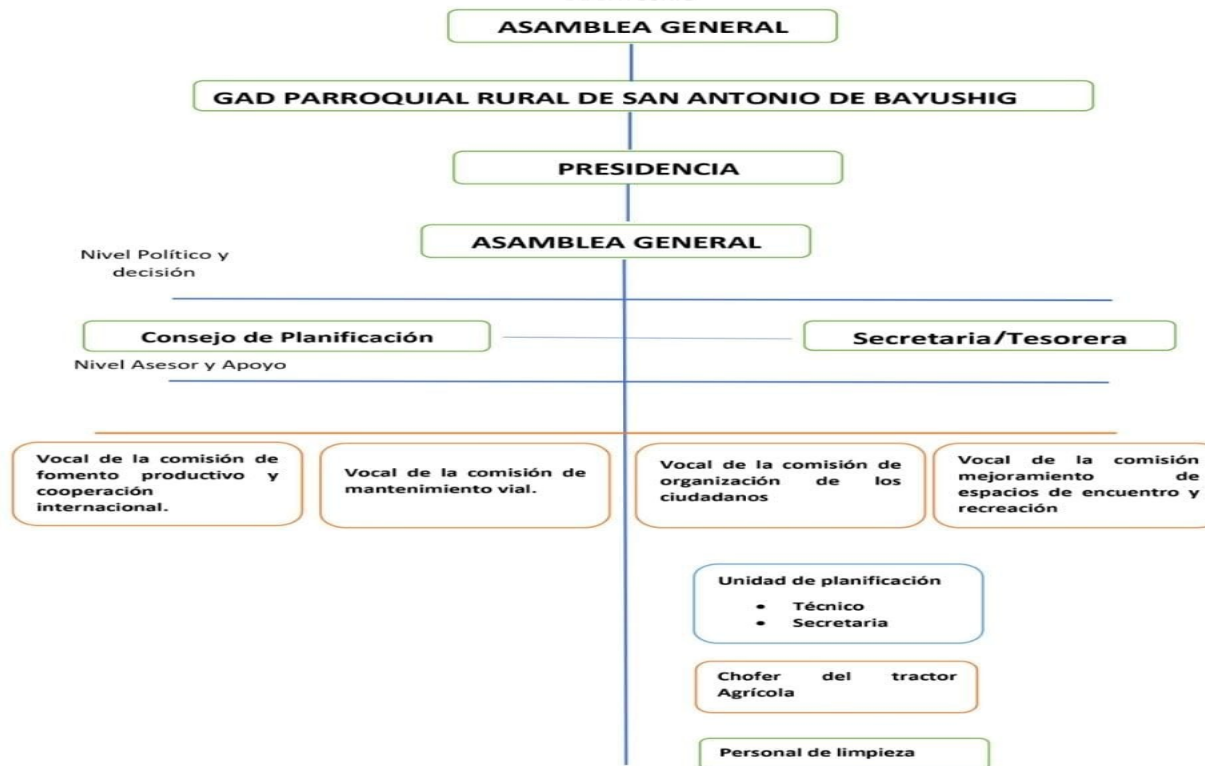 ASAMBLEA GENERAL
GAD PARROQUIAL RURAL DE SAN ANTONIO DE BAYUSHIG
PRESIDENCIA
ASAMBLEA GENERAL
Nivel Político y
decisión
Consejo de Planificación
Secretaria/Tesorera
Nivel Asesor y Apoyo
Vocal de la comisión de
fomento productivo y
cooperación
internacional.
Vocal de la comisión de
mantenimiento vial.
Vocal de la comisión de
organización de los
ciudadanos
Vocal de la comisión
mejoramiento de
espacios de encuentro y
recreación
Unidad de planificación
• Técnico
• Secretaria
Chofer del tractor
Agrícola
Personal de limpieza